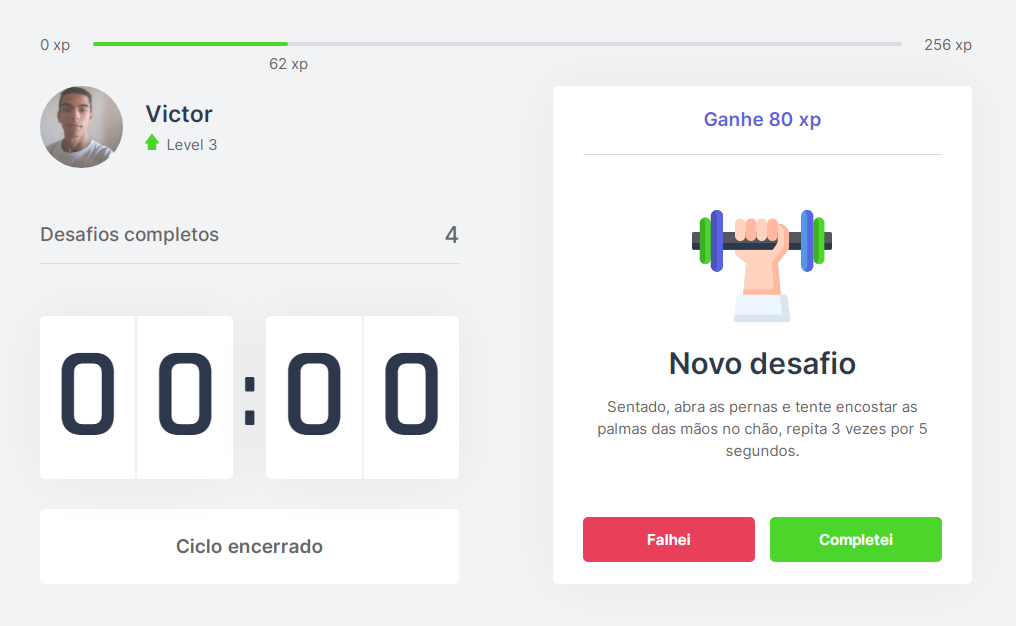 0 xp
256 xp
62 xp
Victor
Level 3
Desafios completos 4
00:00
Ciclo encerrado
Ganhe 80 xp
Novo desafio
Sentado, abra as pernas e tente encostar as
palmas das mãos no chão, repita 3 vezes por 5
segundos.
Falhei
Completei